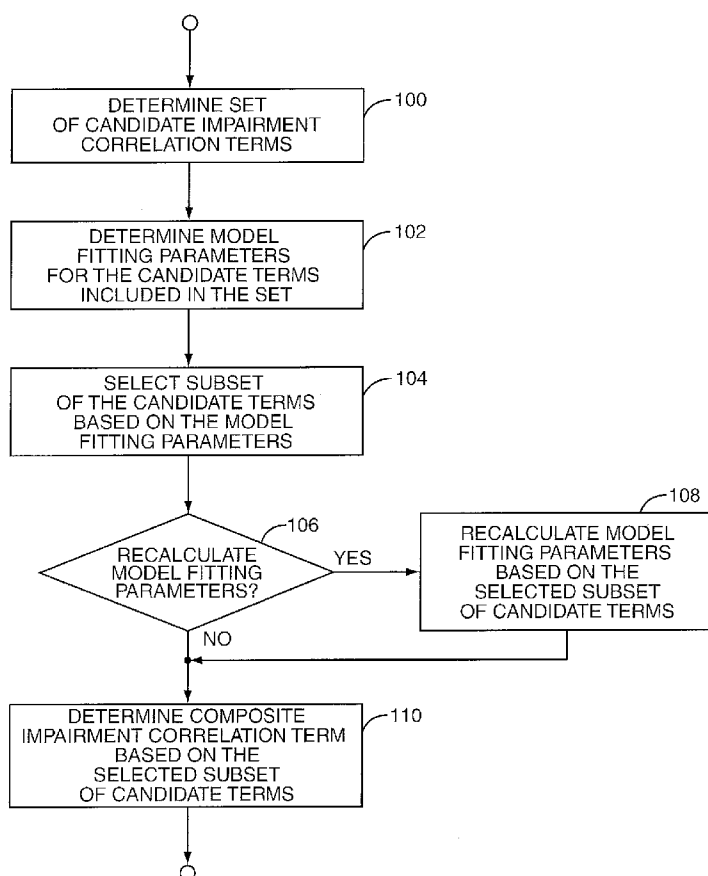 DETERMINE SET
OF CANDIDATE IMPAIRMENT
CORRELATION TERMS
100
DETERMINE MODEL
FITTING PARAMETERS
FOR THE CANDIDATE TERMS
INCLUDED IN THE SET
102
SELECT SUBSET
OF THE CANDIDATE TERMS
BASED ON THE MODEL
FITTING PARAMETERS
104
RECALCULATE
MODEL FITTING
PARAMETERS?
106
YES
NO
RECALCULATE MODEL
FITTING PARAMETERS
BASED ON THE
SELECTED SUBSET
OF CANDIDATE TERMS
108
DETERMINE COMPOSITE
IMPAIRMENT CORRELATION TERM
BASED ON THE
SELECTED SUBSET
OF CANDIDATE TERMS
110